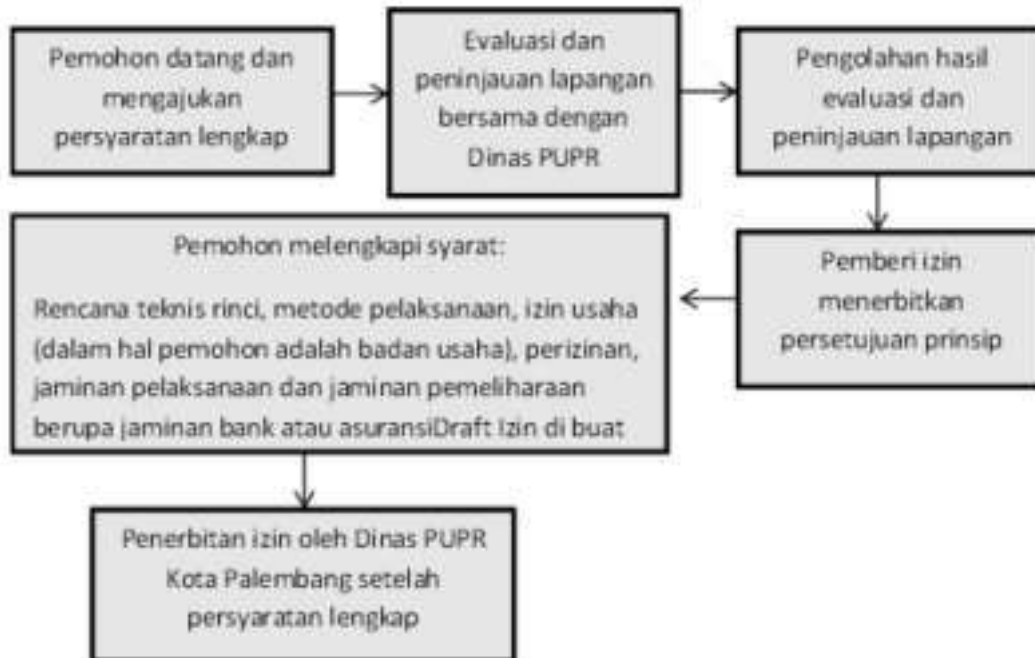 Pemohon datang dan
mengajukan
persyaratan lengkap
Evaluasi dan
peninjauan lapangan
bersama dengan
Dinas PUPR
Pengolahan hasil
evaluasi dan
peninjauan lapangan
Pemberi izin
menerbitkan
persetujuan prinsip
Pemohon melengkapi syarat:
Rencana teknis rinci, metode pelaksanaan, izin usaha
(dalam hal pemohon adalah badan usaha), perizinan,
jaminan pelaksanaan dan jaminan pemeliharaan
berupa jaminan bank atau asuransiDraft Izin di buat
Penerbitan izin oleh Dinas PUPR
Kota Palembang setelah
persyaratan lengkap